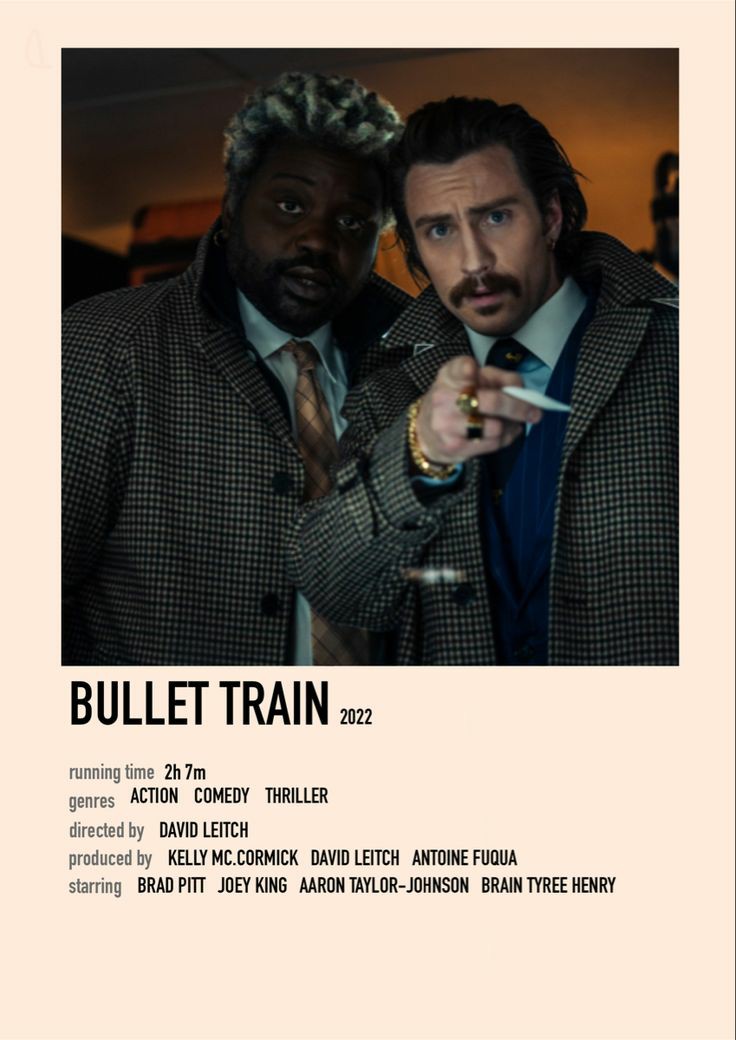 BULLET TRAIN 2022
running time 2h 7m
genres ACTION COMEDY THRILLER
directed by DAVID LEITCH
produced by KELLY MC.CORMICK DAVID LEITCH ANTOINE FUQUA
starring BRAD PITT JOEY KING AARON TAYLOR-JOHNSON BRAIN TYREE HENRY